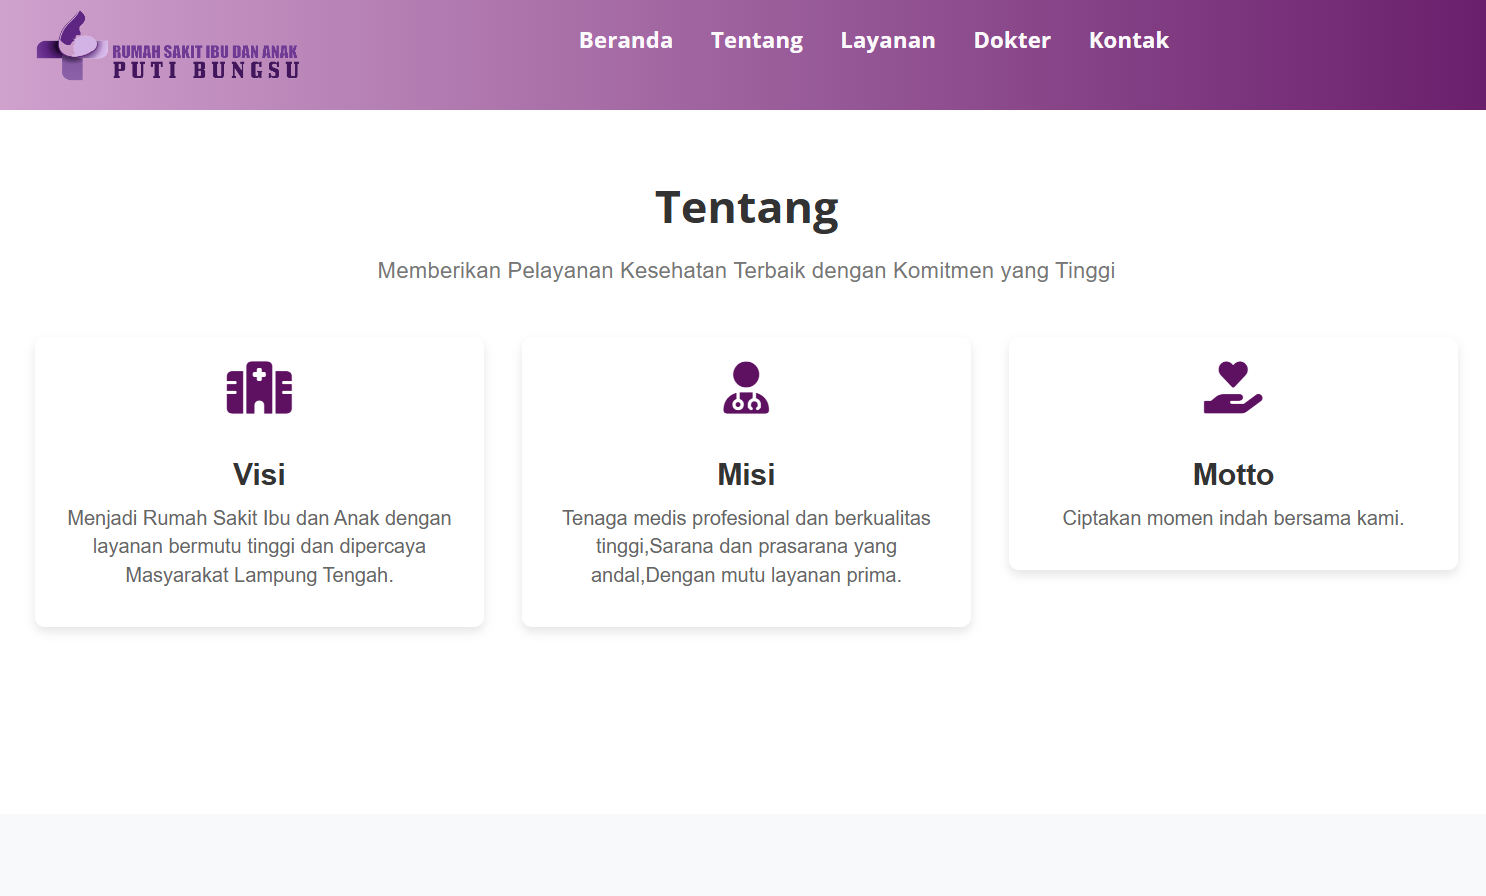 RUMAH SAKIT IBU DAN ANAK
PUTI BUNGSU
Beranda Tentang Layanan Dokter Kontak
Tentang
Memberikan Pelayanan Kesehatan Terbaik dengan Komitmen yang Tinggi
Visi
Menjadi Rumah Sakit Ibu dan Anak dengan
layanan bermutu tinggi dan dipercaya
Masyarakat Lampung Tengah.
Misi
Tenaga medis profesional dan berkualitas
tinggi,Sarana dan prasarana yang
andal,Dengan mutu layanan prima.
Motto
Ciptakan momen indah bersama kami.